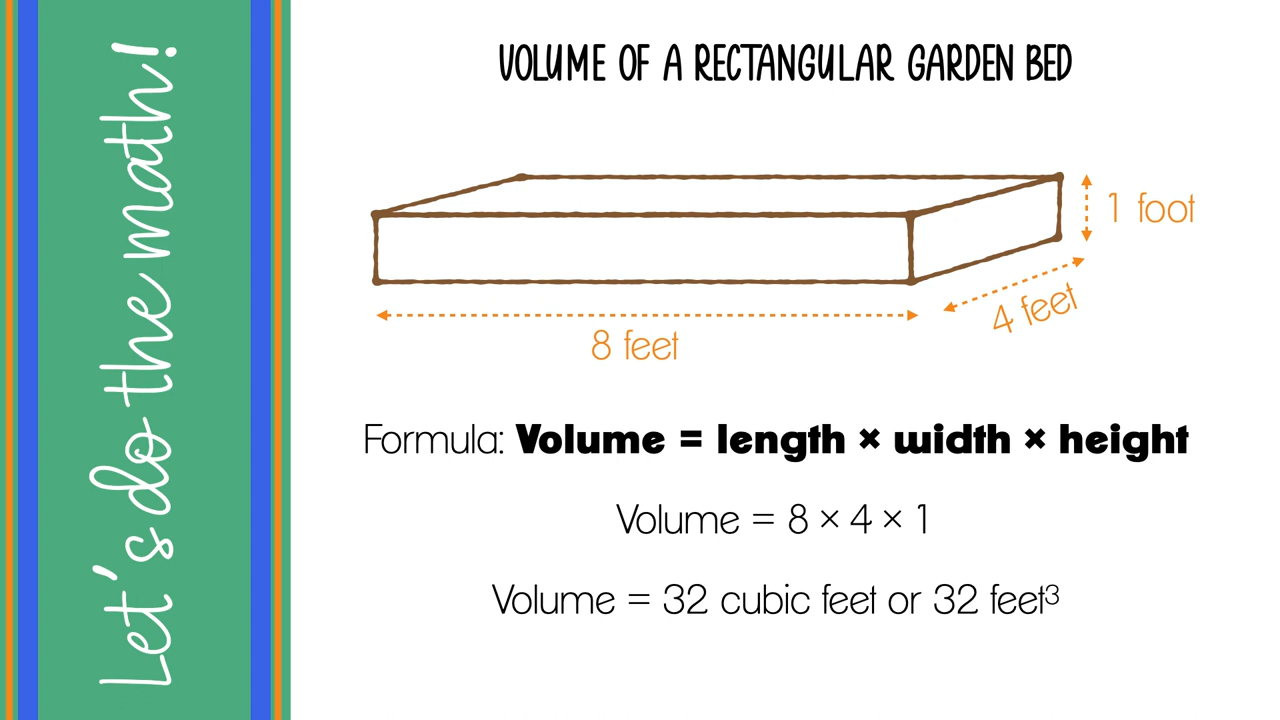 Let's do the math!
VOLUME OF A RECTANGULAR GARDEN BED
1 foot
4 feet
8 feet
Formula: Volume = length × width × height
Volume = 8 × 4 × 1
Volume = 32 cubic feet or 32 feet³